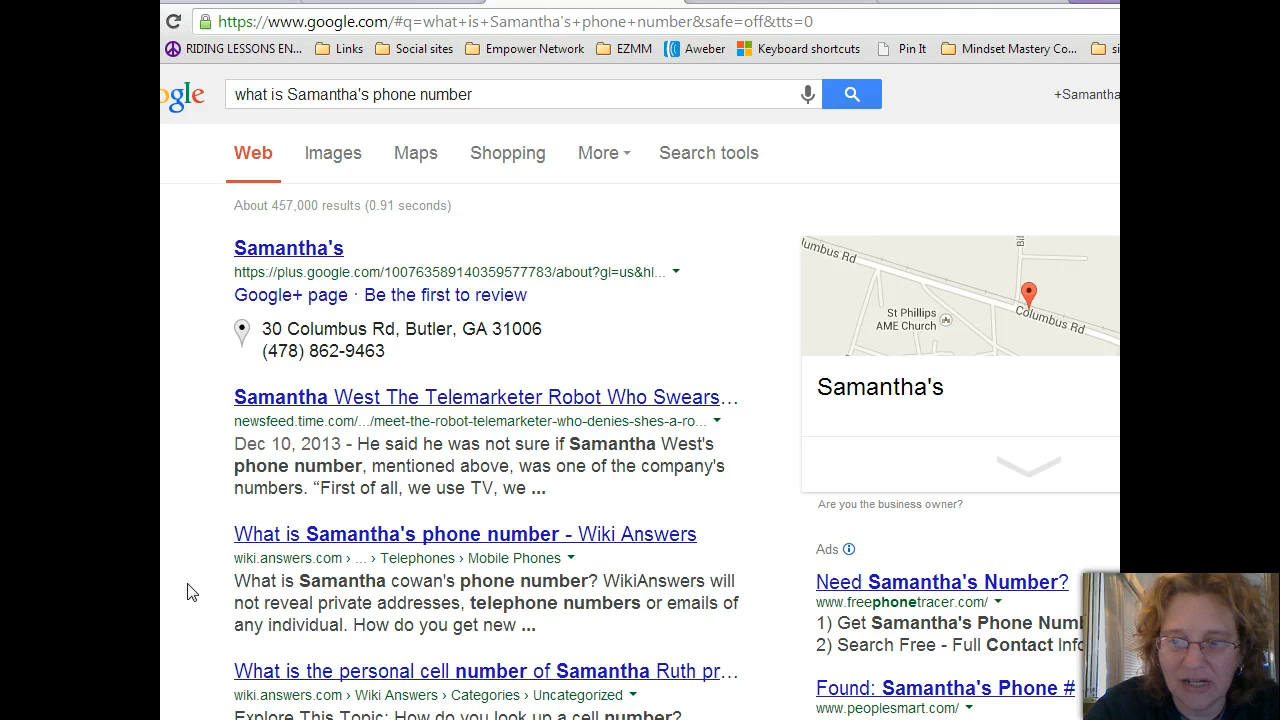 https://www.google.com/#q=what+is+Samantha's+phone+number&safe=off&tts=0
RIDING LESSONS EN... Links Social sites Empower Network EZMM Aweber Keyboard shortcuts Pin It Mindset Mastery Co... si
ogle what is Samantha's phone number +Samantha
Web Images Maps Shopping More Search tools
About 457,000 results (0.91 seconds)
Samantha's
https://plus.google.com/100763589140359577783/about?gl=us&hl...
Google+ page · Be the first to review
30 Columbus Rd, Butler, GA 31006
(478) 862-9463
Samantha West The Telemarketer Robot Who Swears...
newsfeed.time.com/.../meet-the-robot-telemarketer-who-denies-shes-a-ro...
Dec 10, 2013 - He said he was not sure if Samantha West's
phone number, mentioned above, was one of the company's
numbers. “First of all, we use TV, we ...
What is Samantha's phone number - Wiki Answers
wiki.answers.com › ... › Telephones › Mobile Phones
What is Samantha cowan's phone number? WikiAnswers will
not reveal private addresses, telephone numbers or emails of
any individual. How do you get new ...
What is the personal cell number of Samantha Ruth pr...
wiki.answers.com › Wiki Answers › Categories › Uncategorized
Explore This Topic: How do you look up a cell number?
lumbus Rd
Bil
St Phillips
AME Church
Columbus Rd
Samantha's
Are you the business owner?
Ads
Need Samantha's Number?
www.freephonetracer.com/
1) Get Samantha's Phone Num
2) Search Free - Full Contact Info
Found: Samantha's Phone #
www.peoplesmart.com/